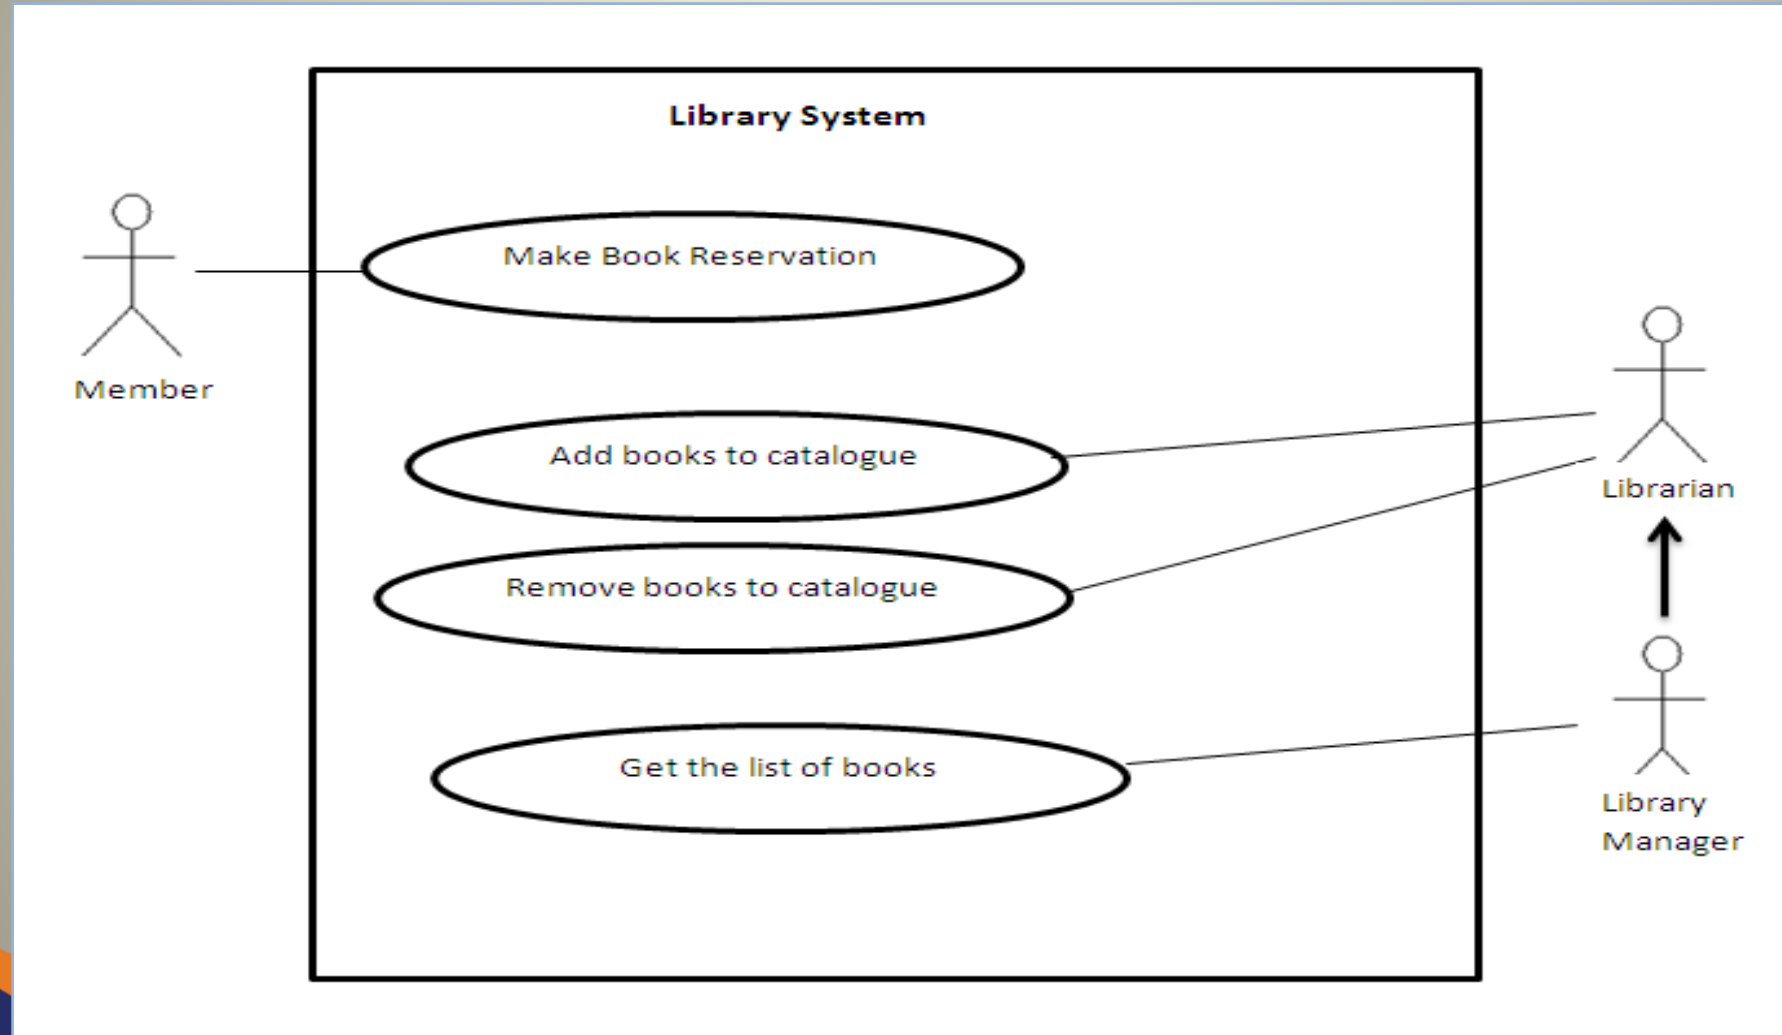 Library System
Make Book Reservation
Member
Add books to catalogue
Librarian
Remove books to catalogue
Get the list of books
Library
Manager